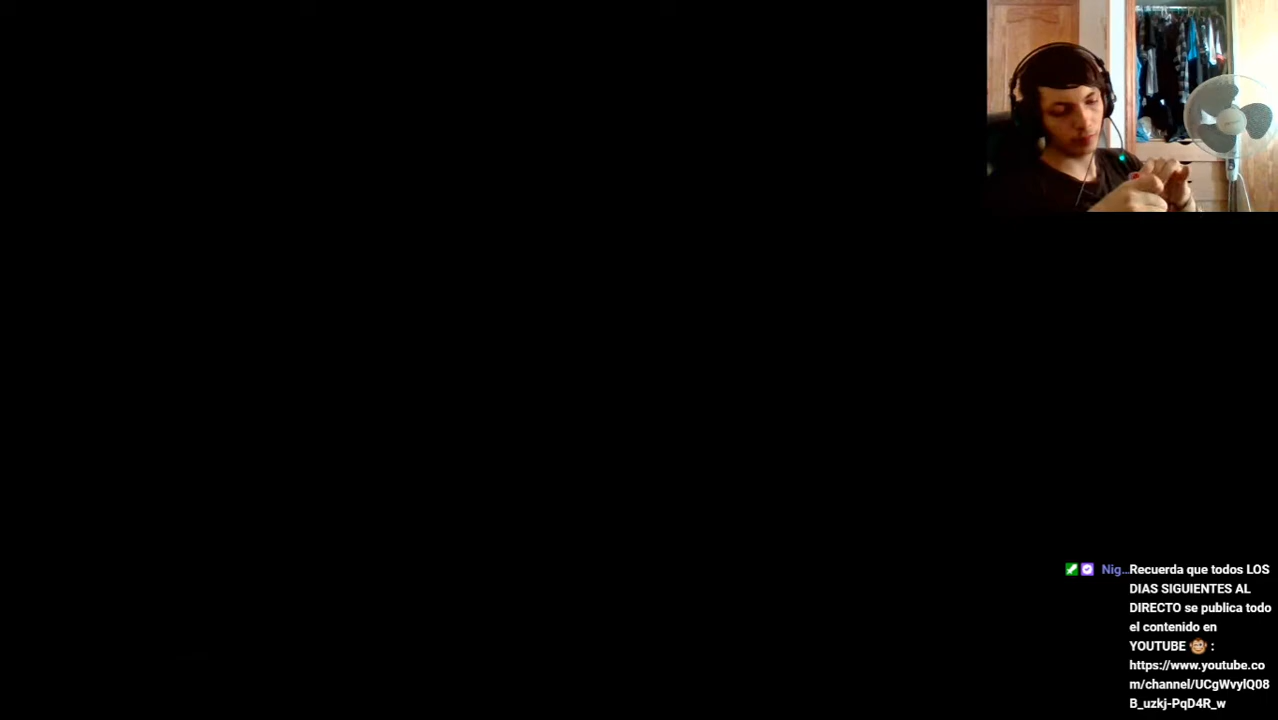 Nig...Recuerda que todos LOS
DIAS SIGUIENTES AL
DIRECTO se publica todo
el contenido en
YOUTUBE 🐵 :
https://www.youtube.co
m/channel/UCgWvylQ08
B_uzkj-PqD4R_w